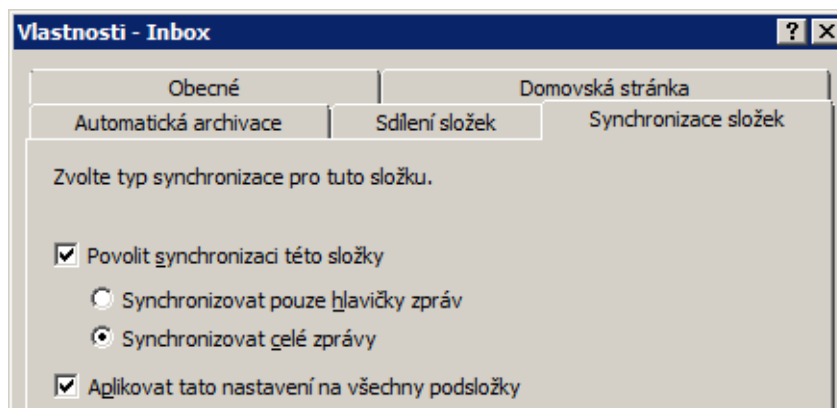 Vlastnosti - Inbox
Obecné
Domovská stránka
Automatická archivace
Sdílení složek
Synchronizace složek
Zvolte typ synchronizace pro tuto složku.
Povolit synchronizaci této složky
Synchronizovat pouze hlavičky zpráv
Synchronizovat celé zprávy
Aplikovat tato nastavení na všechny podsložky